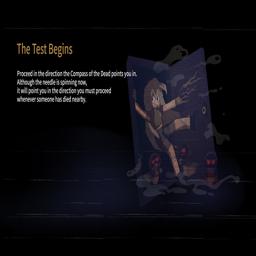 The Test Begins
Proceed in the direction the Compass of the Dead points you in.
Although the needle is spinning now,
it will point you in the direction you must proceed
whenever someone has died nearby.